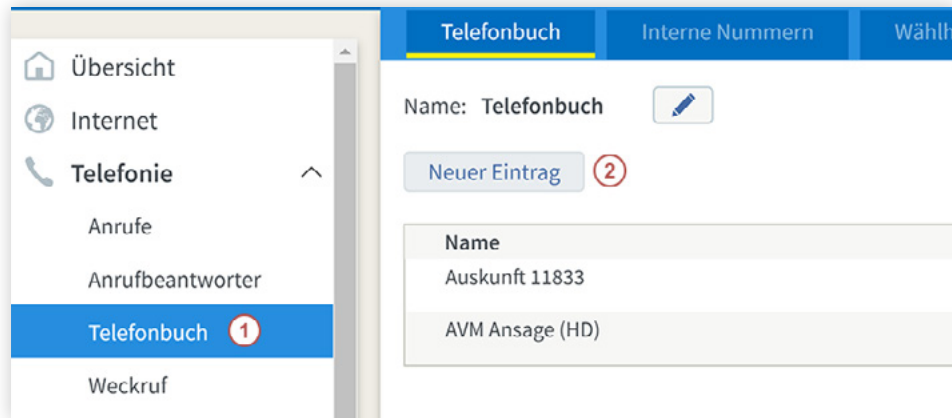 Übersicht
Internet
Telefonie
Anrufe
Anrufbeantworter
Telefonbuch 1
Weckruf
Telefonbuch Interne Nummern
Name: Telefonbuch
Neuer Eintrag 2
Name
Auskunft 11833
AVM Ansage (HD)